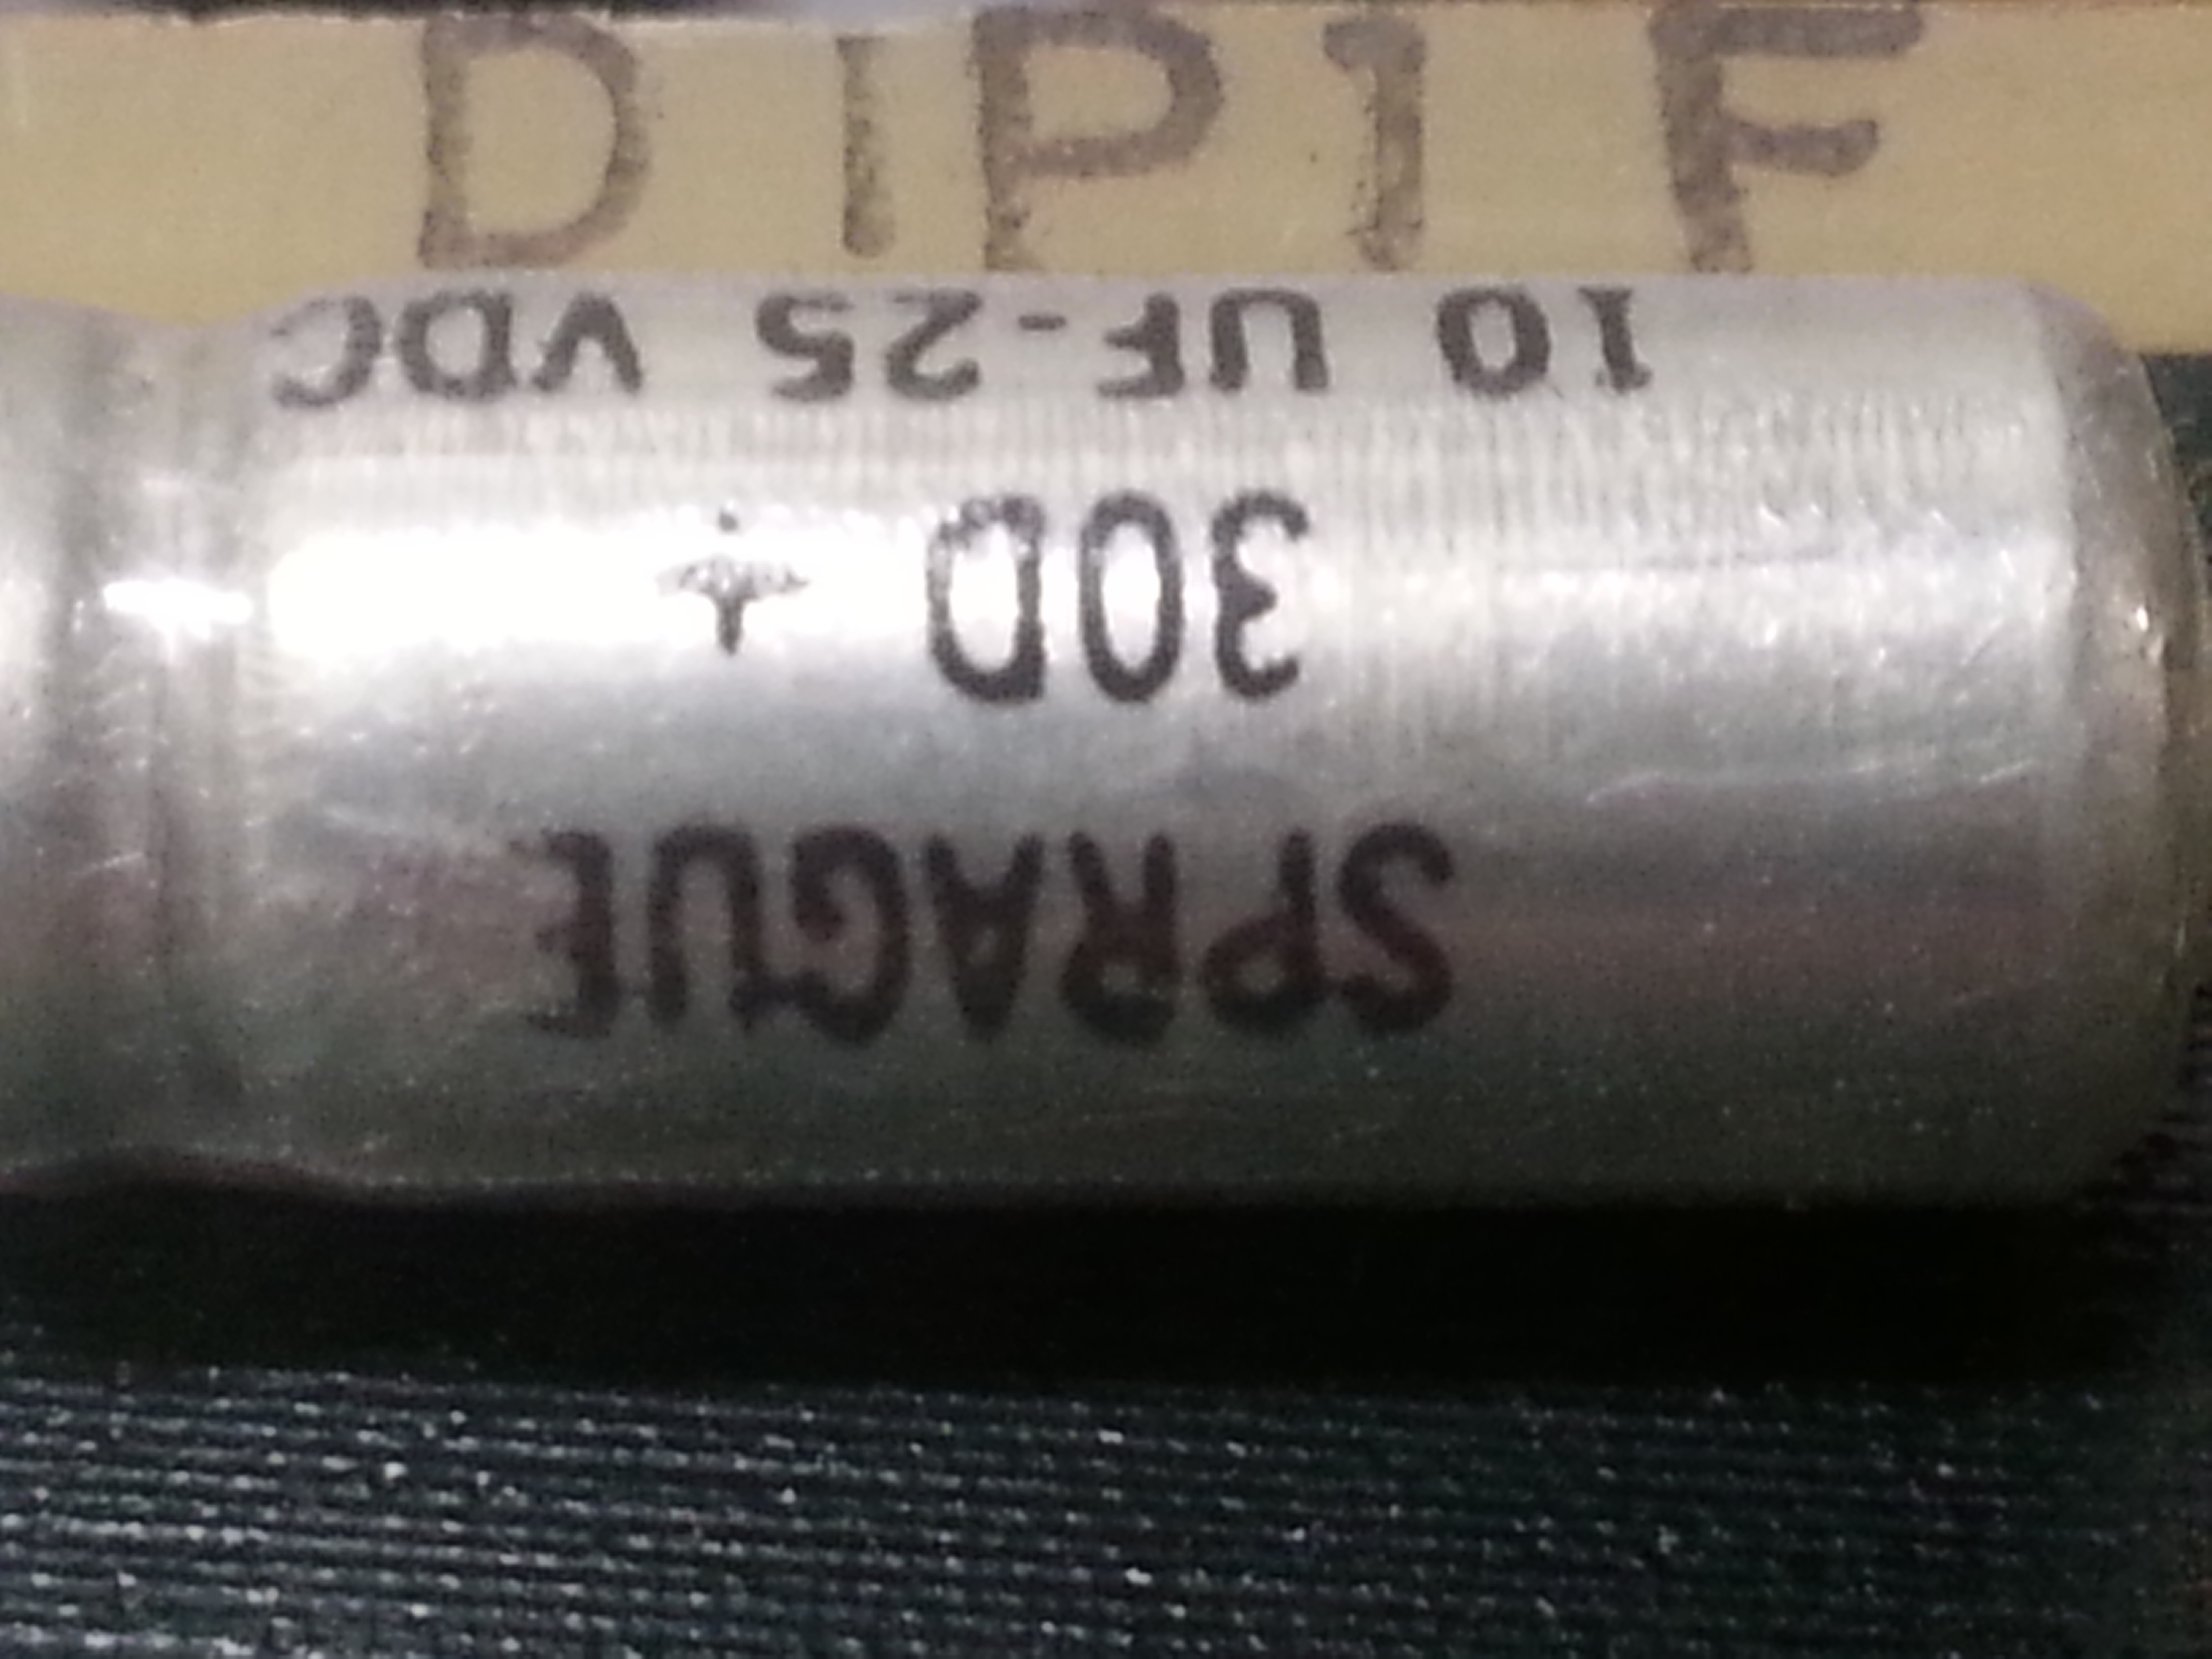 D1P1F
SPRAGUE
30D
10 UF-25 VDC